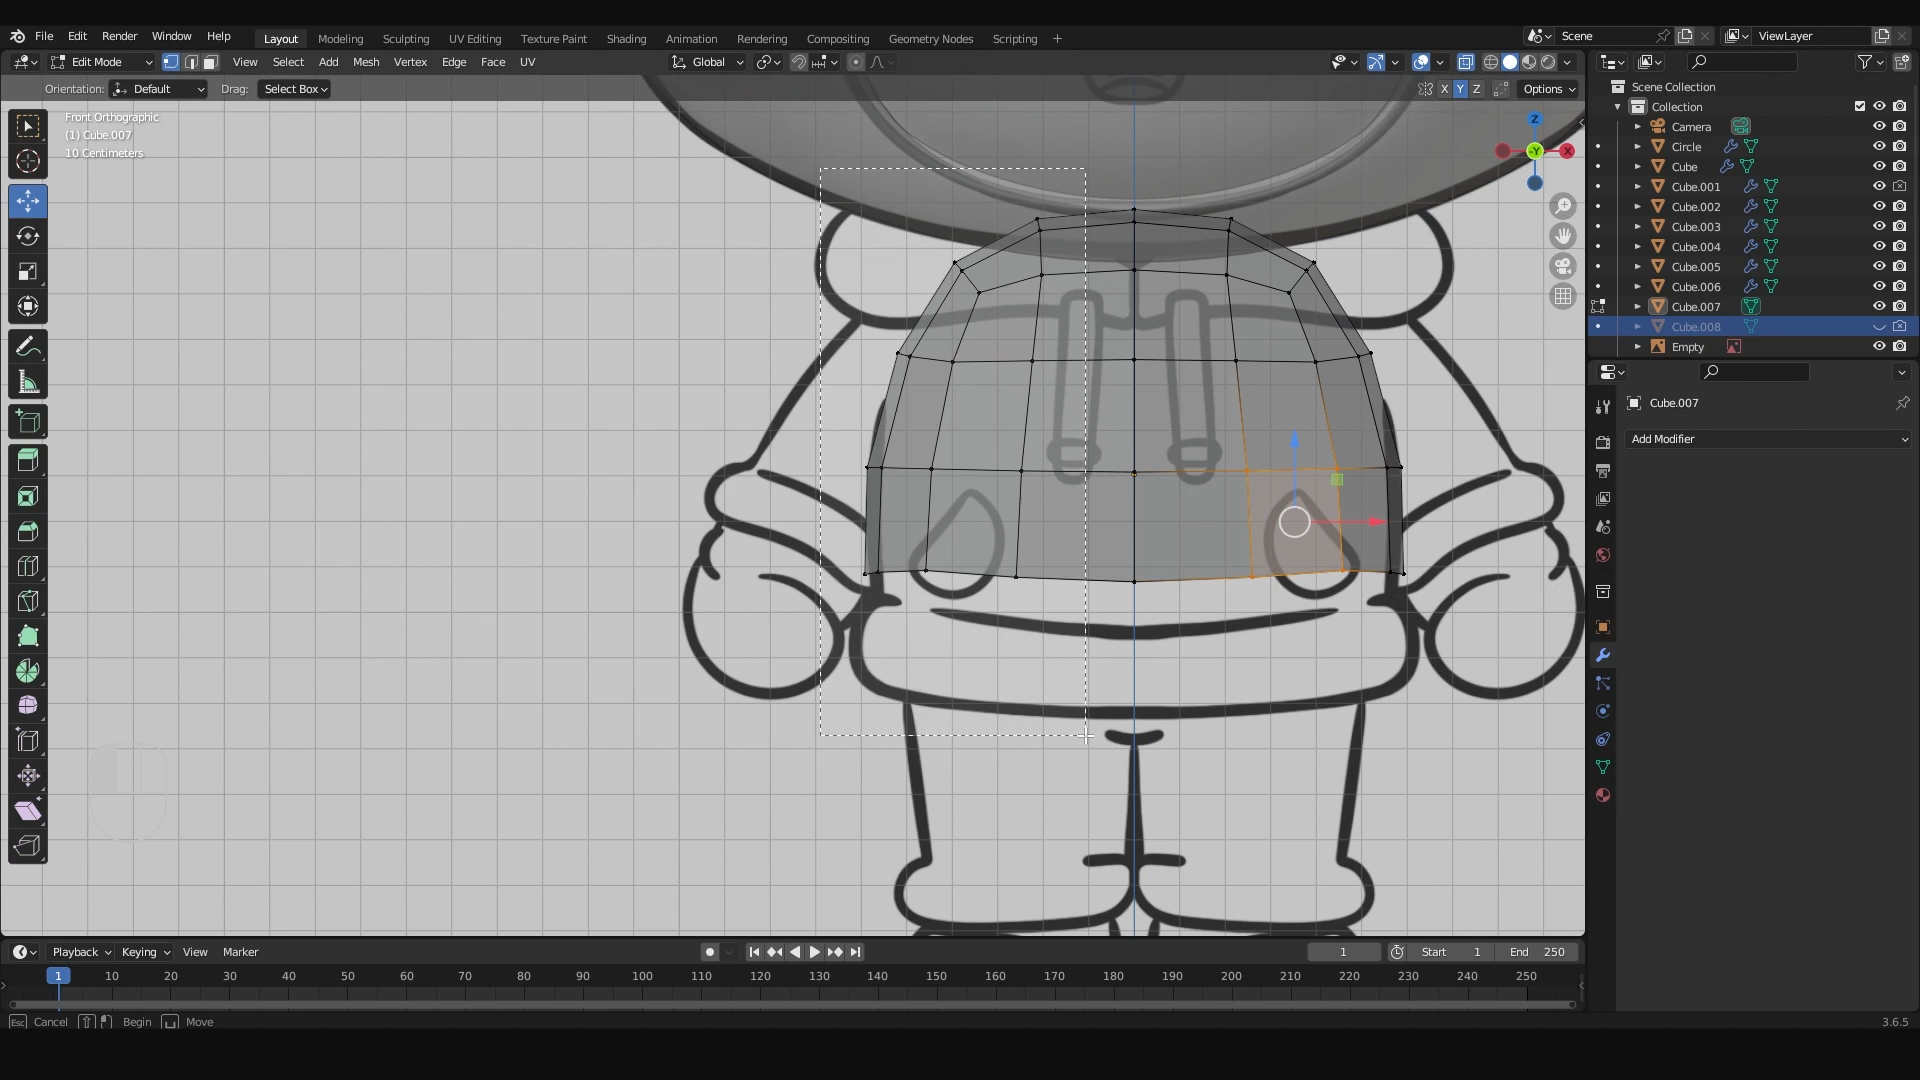 File Edit Render Window Help Layout Modeling Sculpting UV Editing Texture Paint Shading Animation Rendering Compositing Geometry Nodes Scripting + Scene ViewLayer
Edit Mode View Select Add Mesh Vertex Edge Face UV Global
Orientation: Default Drag: Select Box X Y Z Options
Front Orthographic
(1) Cube.007
10 Centimeters
Z
-Y
X
Scene Collection
Collection
Camera
Circle
Cube
Cube.001
Cube.002
Cube.003
Cube.004
Cube.005
Cube.006
Cube.007
Cube.008
Empty
Cube.007
Add Modifier
Playback Keying View Marker 1 Start 1 End 250
1 10 20 30 40 50 60 70 80 90 100 110 120 130 140 150 160 170 180 190 200 210 220 230 240 250
Esc Cancel Begin Move 3.6.5